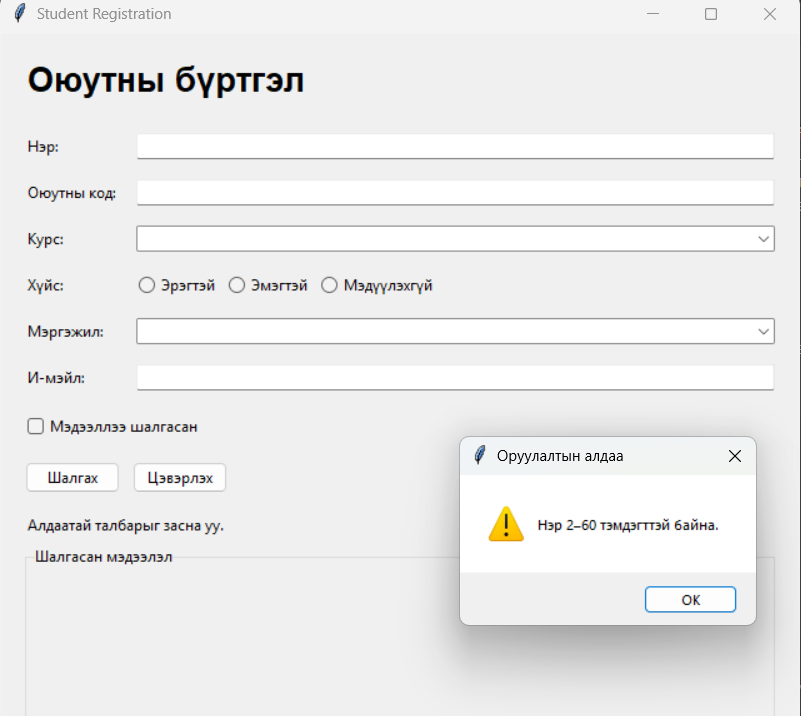 Student Registration
Оюутны бүртгэл
Нэр:
Оюутны код:
Курс:
Хүйс: Эрэгтэй Эмэгтэй Мэдүүлэхгүй
Мэргэжил:
И-мэйл:
Мэдээллээ шалгасан
Шалгах Цэвэрлэх
Алдаатай талбарыг засна уу.
Шалгасан мэдээлэл
Оруулалтын алдаа
Нэр 2–60 тэмдэгттэй байна.
OK